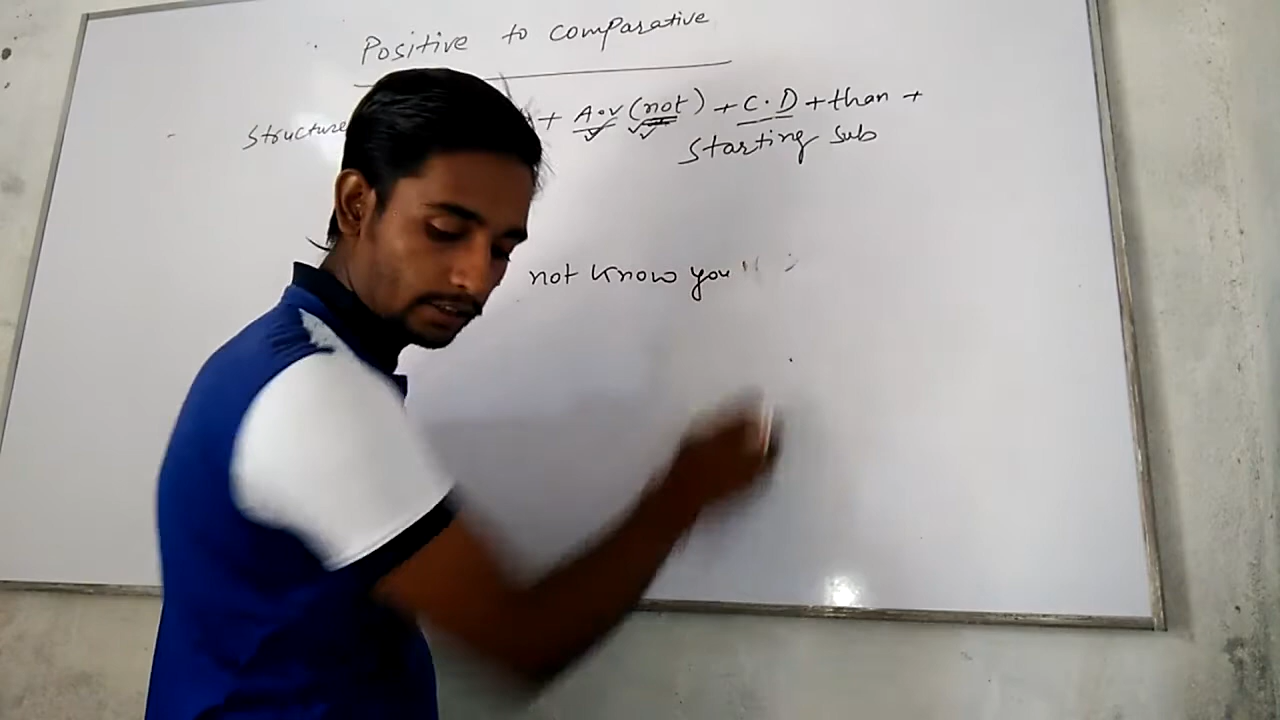 Positive to comparative
Structure + A.V (not) + C.D + than +
Starting sub
not know you "